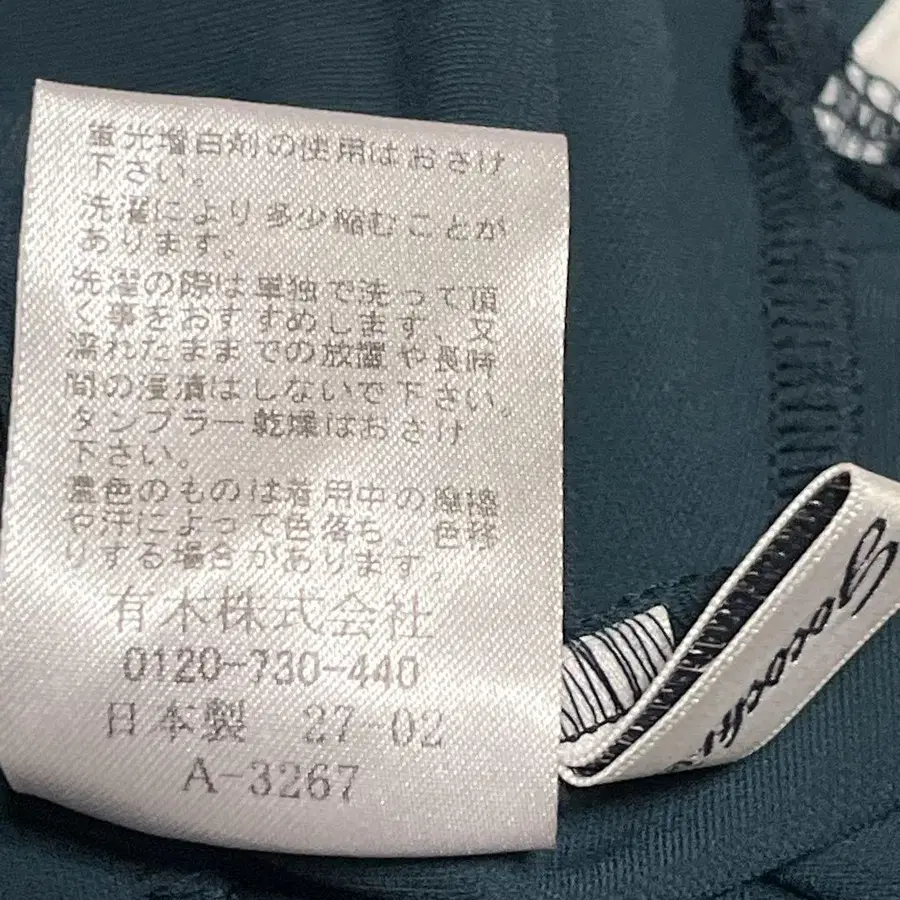 蛍光増白剤の使用はおさけ
下さい。
洗濯により多少縮むことが
あります。
洗濯の際は単独で洗って頂
く事をおすすめします。又
濡れたままでの放置や長時
間の浸漬はしないで下さい。
タンブラー乾燥はおさけ
下さい。
濃色のものは着用中の摩擦
や汗によって色落ち、色移
りする場合があります。
有木株式会社
0120-730-440
日本製 27-02
A-3267